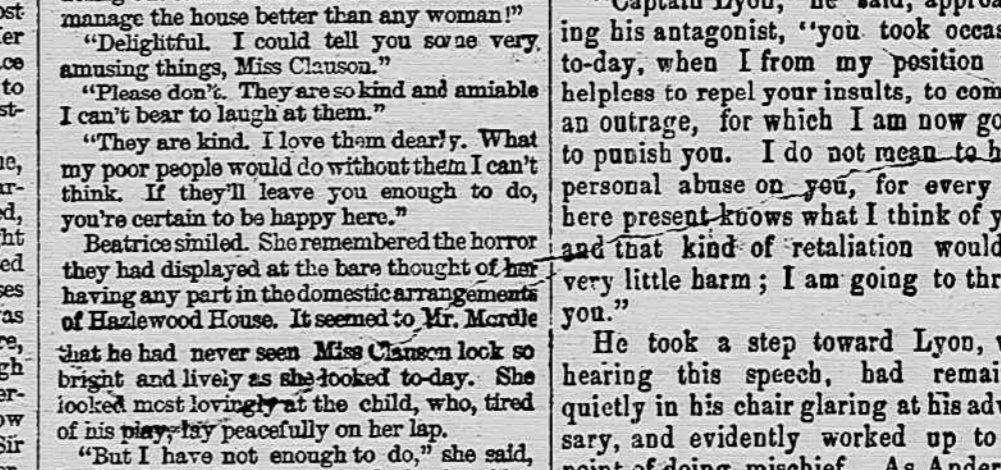 manage the house better than any woman!"
"Delightful. I could tell you some very
amusing things, Miss Clauson."
"Please don't. They are so kind and amiable
I can't bear to laugh at them."
"They are kind. I love them dearly. What
my poor people would do without them I can't
think. If they'll leave you enough to do,
you're certain to be happy here."
Beatrice smiled. She remembered the horror
they had displayed at the bare thought of her
having any part in the domestic arrangements
of Hazlewood House. It seemed to Mr. Mordle
that he had never seen Miss Clauson look so
bright and lively as she looked to-day. She
looked most lovingly at the child, who, tired
of his play, lay peacefully on her lap.
"But I have not enough to do," she said,
"Captain Lyon," he said,
ing his antagonist, "you took
to-day, when I from my position
helpless to repel your insults, to
an outrage, for which I am now
to punish you. I do not mean to
personal abuse on you, for every
here present knows what I think of
and that kind of retaliation would
very little harm; I am going to
you."
He took a step toward Lyon,
hearing this speech, had
quietly in his chair glaring at his
sary, and evidently worked up to
point of doing mischief. As